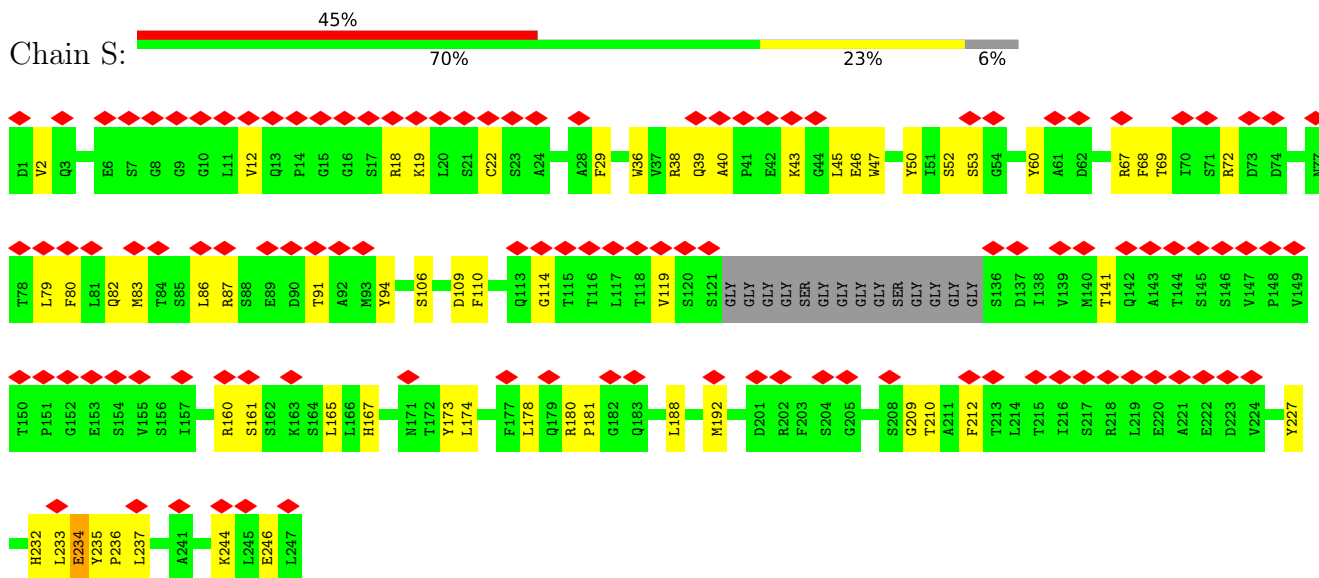 45%
Chain S:
70% 23% 6%
D1 V2 Q3 E6 S7 G8 G9 G10 L11 V12 Q13 P14 G15 G16 S17 R18 K19 L20 S21 C22 S23 A24 A28 F29 W36 V37 R38 Q39 A40 P41 E42 K43 G44 L45 E46 W47 Y50 I51 S52 S53 G54 Y60 A61 D62 R67 F68 T69 I70 S71 R72 D73 D74 N77
T78 L79 F80 L81 Q82 M83 T84 S85 L86 R87 S88 E89 D90 T91 A92 M93 Y94 S106 D109 F110 Q113 G114 T115 T116 L117 T118 V119 S120 S121 GLY GLY GLY GLY SER GLY GLY GLY GLY SER GLY GLY GLY GLY S136 D137 I138 V139 M140 T141 Q142 A143 T144 S145 S146 V147 P148 V149
T150 P151 G152 E153 S154 V155 S156 I157 R160 S161 S162 K163 S164 L165 L166 H167 N171 T172 Y173 L174 F177 L178 Q179 R180 P181 G182 Q183 L188 M192 D201 R202 F203 S204 G205 S208 G209 T210 A211 F212 T213 L214 T215 I216 S217 R218 L219 E220 A221 E222 D223 V224 Y227
H232 L233 E234 Y235 P236 L237 A241 K244 L245 E246 L247